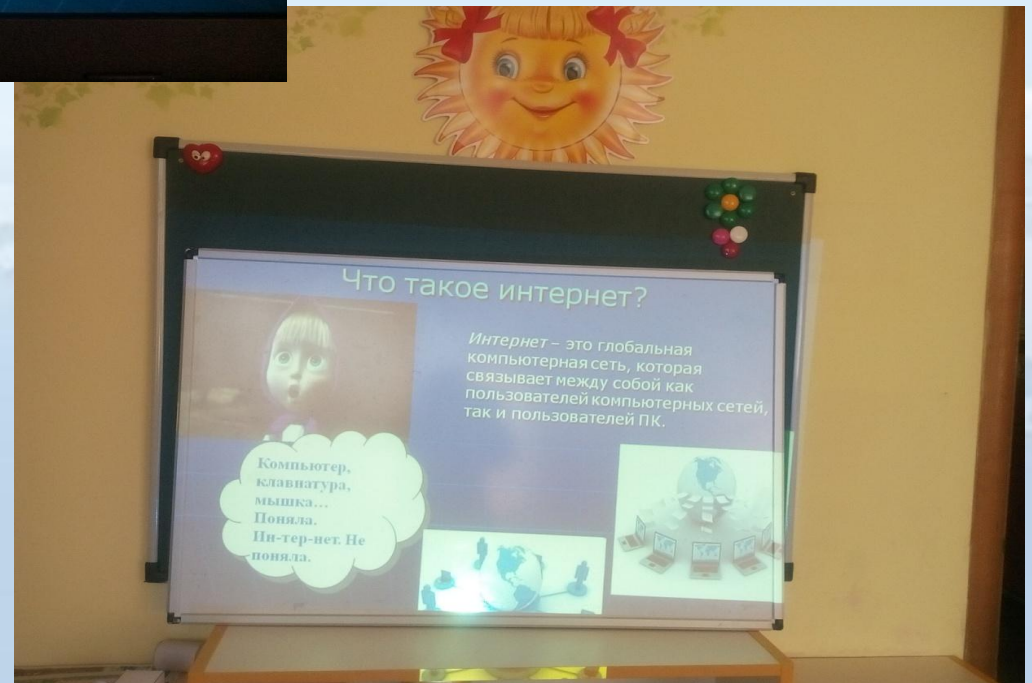 Что такое интернет?
Интернет – это глобальная
компьютерная сеть, которая
связывает между собой как
пользователей компьютерных сетей,
так и пользователей ПК.
Компьютер,
клавиатура,
мышка...
Поняла.
Ин-тер-нет. Не
поняла.